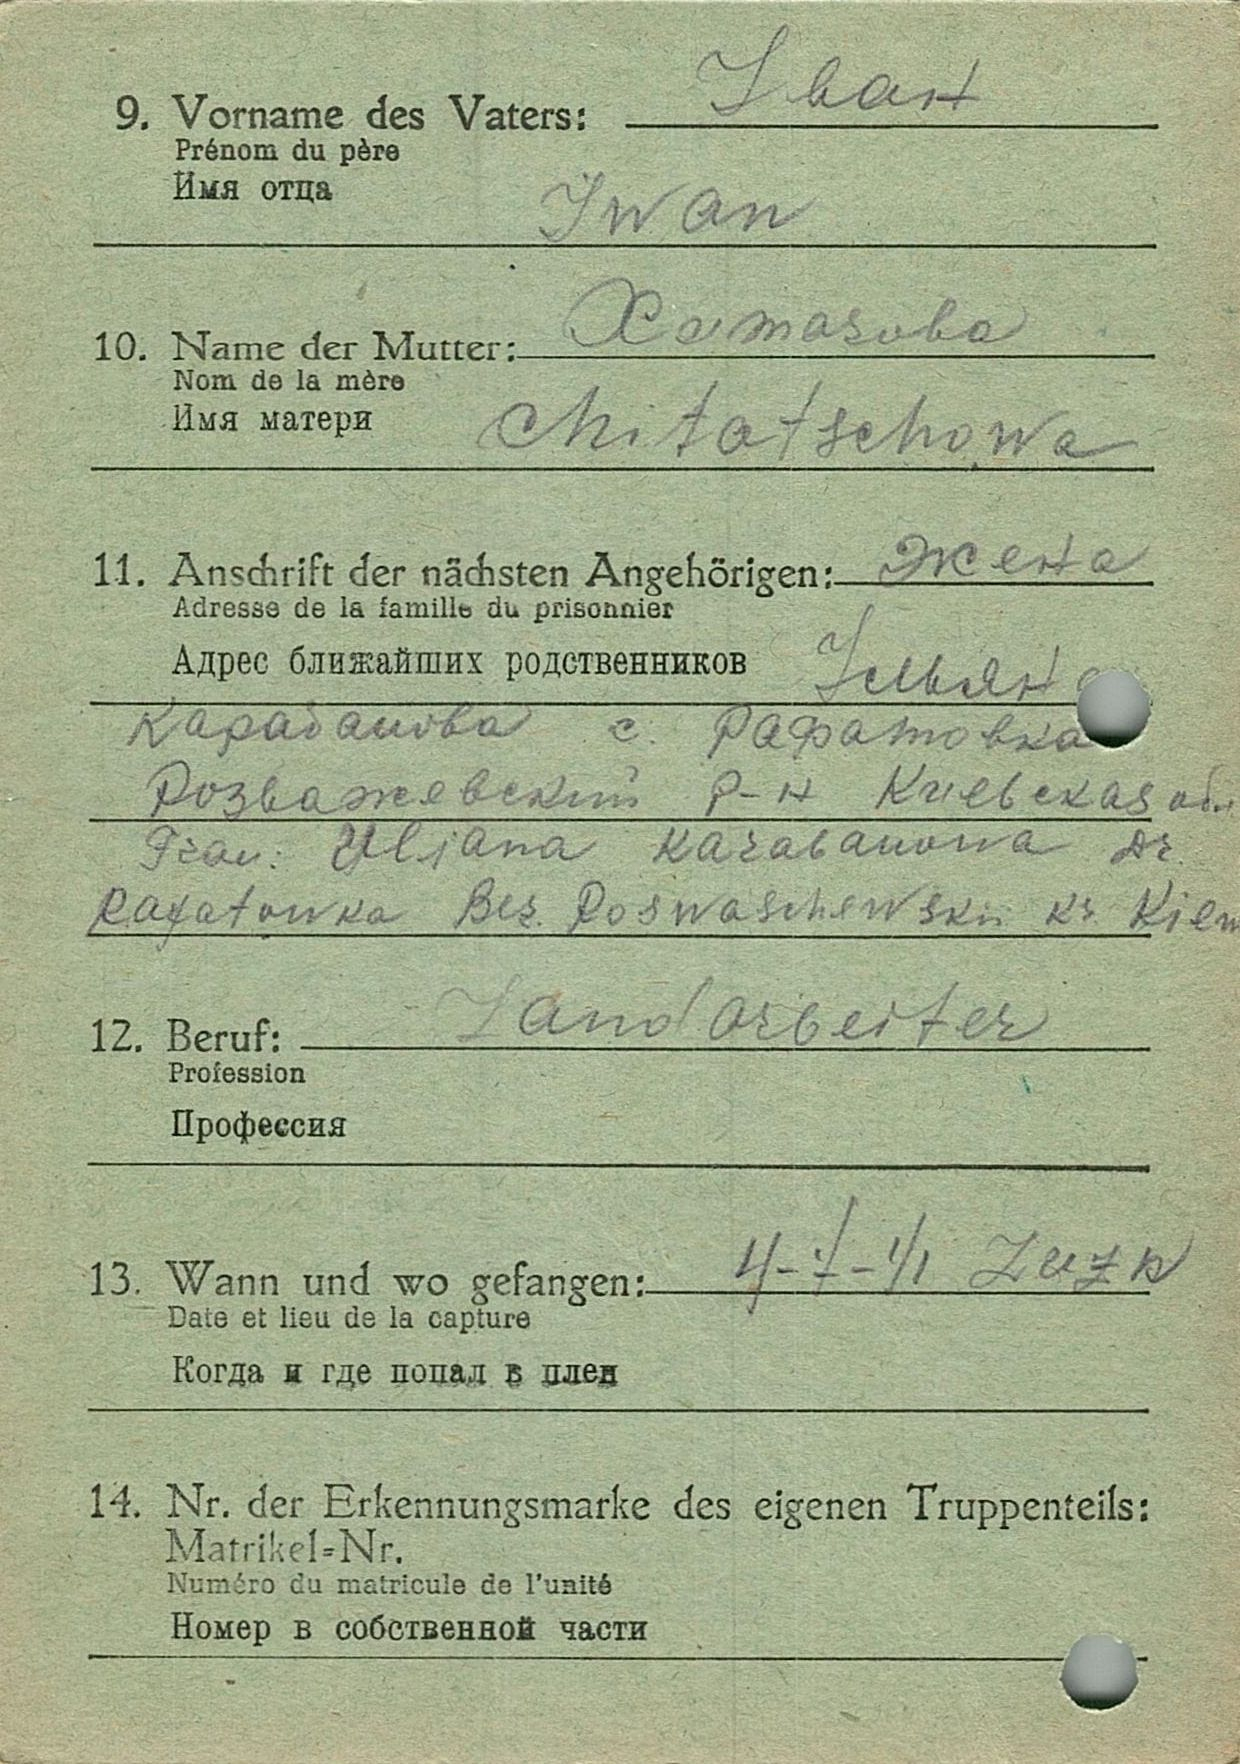 9. Vorname des Vaters: Іван
Prénom du père
Имя отца
Iwan
10. Name der Mutter:
Nom de la mère
Имя матери
Chitatschowa
11. Anschrift der nächsten Angehörigen: жена
Adresse de la famille du prisonnier
Адрес ближайших родственников
Карабанова с. Рафатовка
Розважевский р-н Киевская обл.
Frau: Uljana Karabanowa Dr.
Rafatowka Bez. Roswaschewskii Kr. Kiew
12. Beruf: Landarbeiter
Profession
Профессия
13. Wann und wo gefangen: 4-7-41 Luzk
Date et lieu de la capture
Когда и где попал в плен
14. Nr. der Erkennungsmarke des eigenen Truppenteils:
Matrikel=Nr.
Numéro du matricule de l'unité
Номер в собственной части